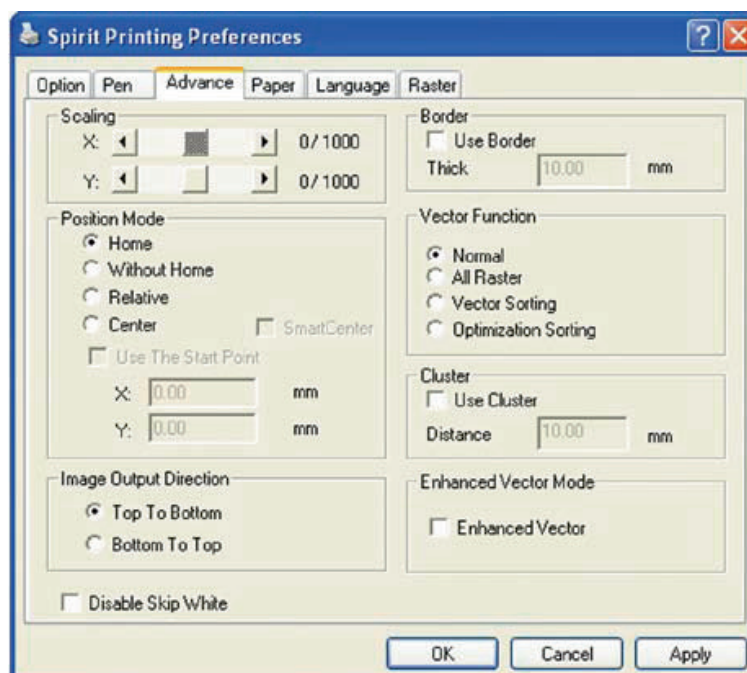 Spirit Printing Preferences
Option Pen Advance Paper Language Raster
Scaling
X: 0/1000
Y: 0/1000
Position Mode
Home
Without Home
Relative
Center SmartCenter
Use The Start Point
X: 0.00 mm
Y: 0.00 mm
Image Output Direction
Top To Bottom
Bottom To Top
Disable Skip White
Border
Use Border
Thick 10.00 mm
Vector Function
Normal
All Raster
Vector Sorting
Optimization Sorting
Cluster
Use Cluster
Distance 10.00 mm
Enhanced Vector Mode
Enhanced Vector
OK Cancel Apply